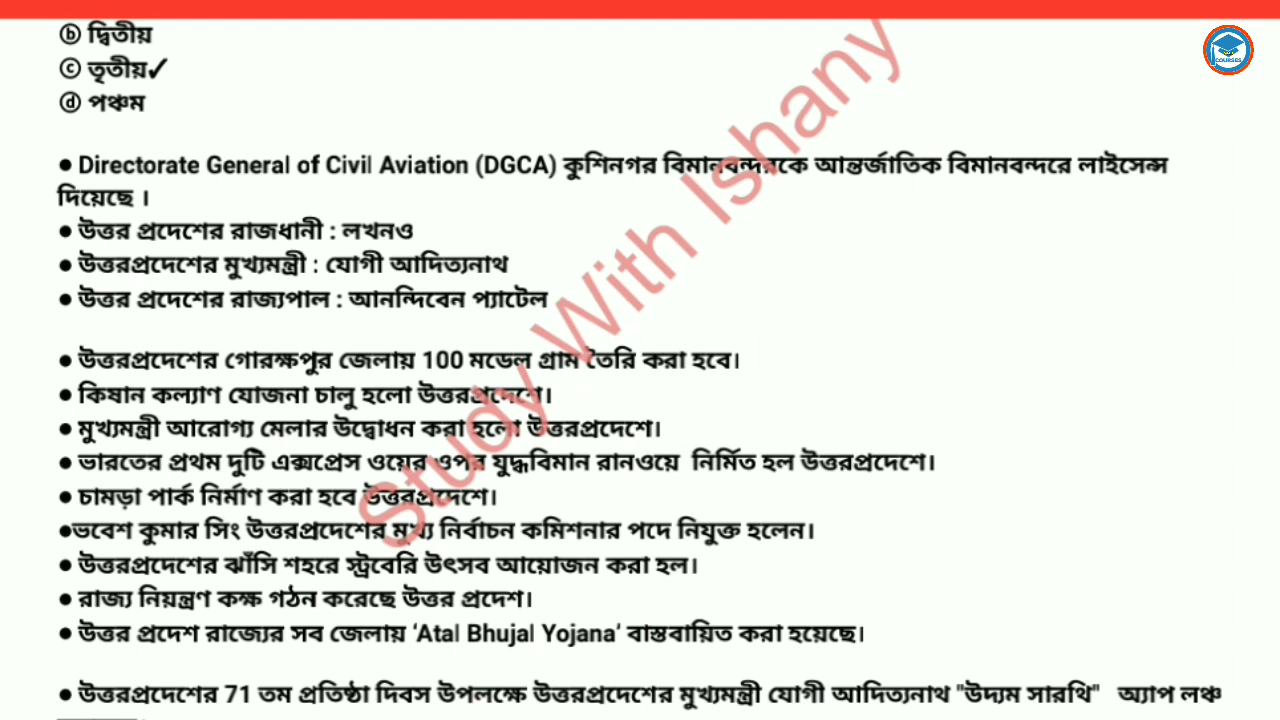 ⓑ দ্বিতীয়
ⓒ তৃতীয়✓
ⓓ পঞ্চম
● Directorate General of Civil Aviation (DGCA) কুশিনগর বিমানবন্দরকে আন্তর্জাতিক বিমানবন্দরে লাইসেন্স
দিয়েছে ।
● উত্তর প্রদেশের রাজধানী : লখনও
● উত্তরপ্রদেশের মুখ্যমন্ত্রী : যোগী আদিত্যনাথ
● উত্তর প্রদেশের রাজ্যপাল : আনন্দিবেন প্যাটেল
● উত্তরপ্রদেশের গোরক্ষপুর জেলায় 100 মডেল গ্রাম তৈরি করা হবে।
● কিষান কল্যাণ যোজনা চালু হলো উত্তরপ্রদেশে।
● মুখ্যমন্ত্রী আরোগ্য মেলার উদ্বোধন করা হলো উত্তরপ্রদেশে।
● ভারতের প্রথম দুটি এক্সপ্রেস ওয়ের ওপর যুদ্ধবিমান রানওয়ে নির্মিত হল উত্তরপ্রদেশে।
● চামড়া পার্ক নির্মাণ করা হবে উত্তরপ্রদেশে।
●ভবেশ কুমার সিং উত্তরপ্রদেশের মুখ্য নির্বাচন কমিশনার পদে নিযুক্ত হলেন।
● উত্তরপ্রদেশের ঝাঁসি শহরে স্ট্রবেরি উৎসব আয়োজন করা হল।
● রাজ্য নিয়ন্ত্রণ কক্ষ গঠন করেছে উত্তর প্রদেশ।
● উত্তর প্রদেশ রাজ্যের সব জেলায় ‘Atal Bhujal Yojana’ বাস্তবায়িত করা হয়েছে।
● উত্তরপ্রদেশের 71 তম প্রতিষ্ঠা দিবস উপলক্ষে উত্তরপ্রদেশের মুখ্যমন্ত্রী যোগী আদিত্যনাথ "উদ্যম সারথি" অ্যাপ লঞ্চ
Study With Ishany
COURSES